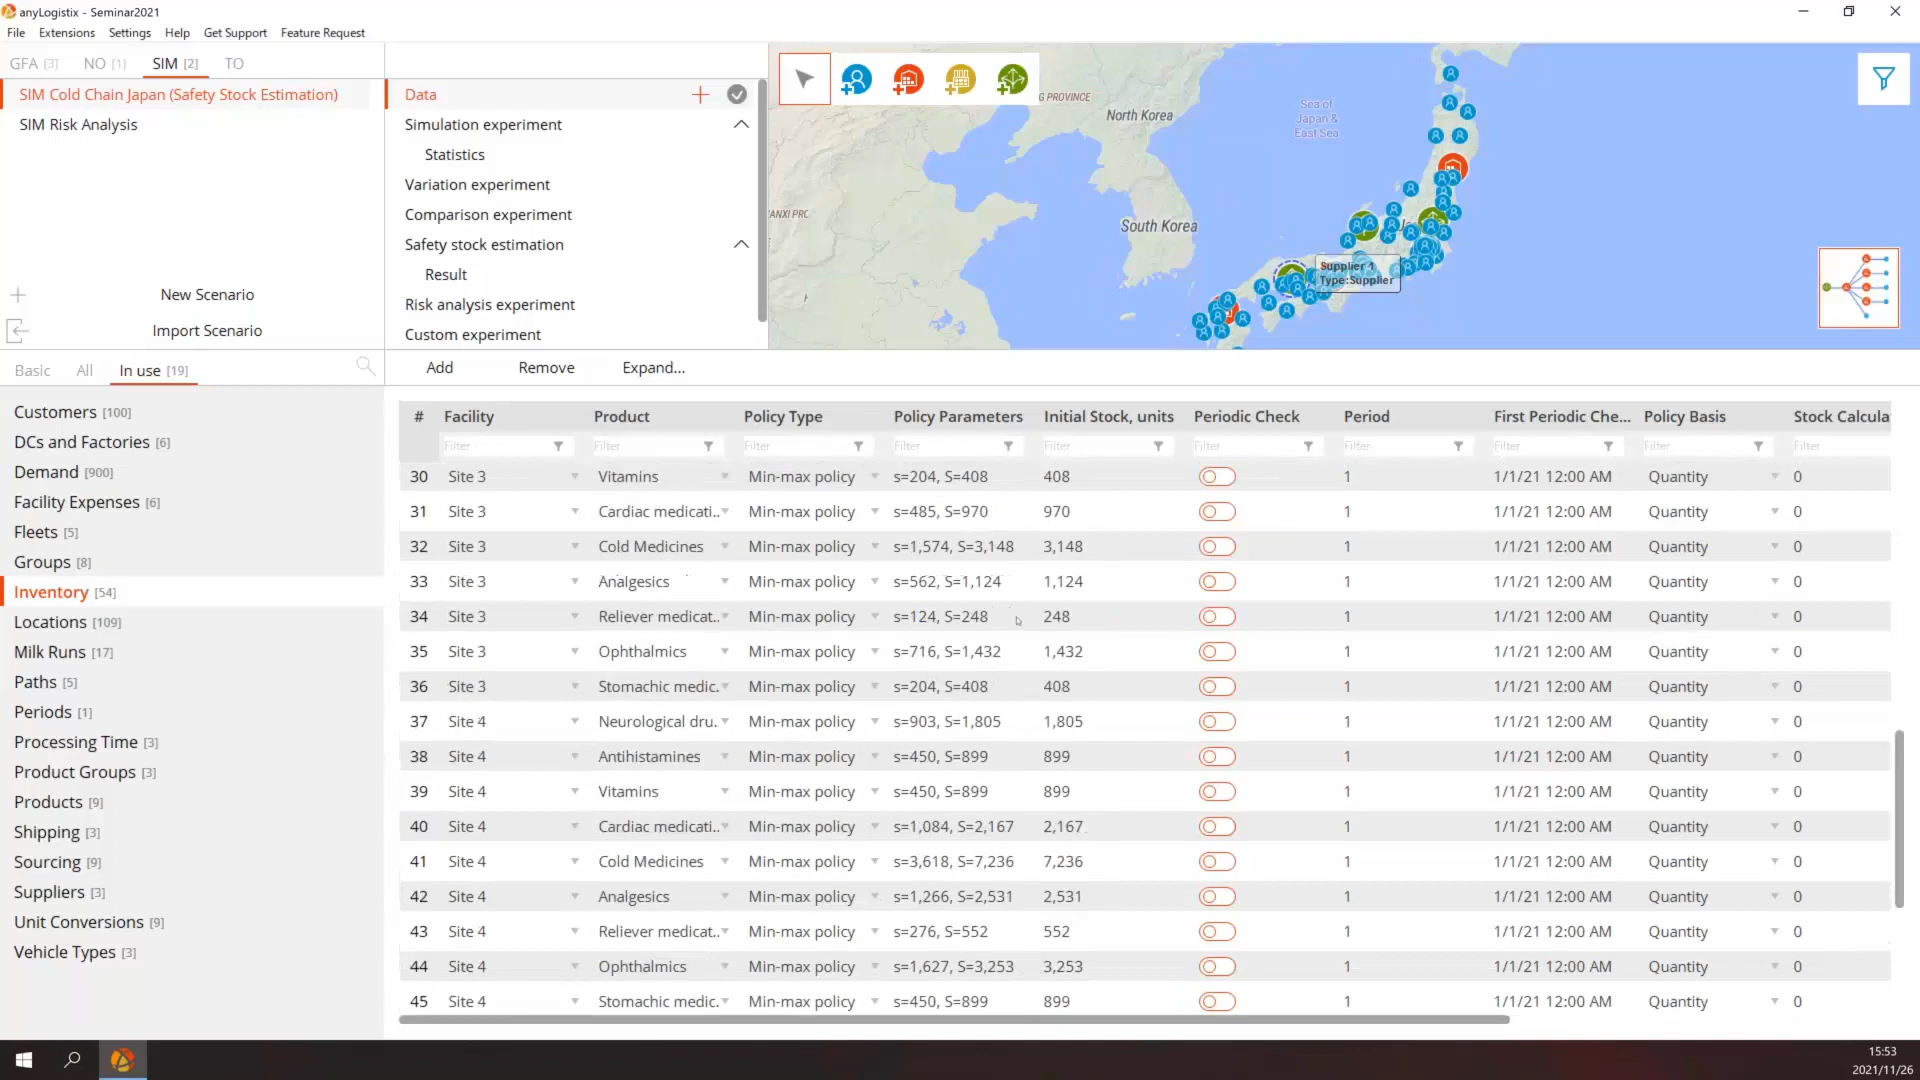 anyLogistix - Seminar2021
File Extensions Settings Help Get Support Feature Request
GFA [3] NO [1] SIM [2] TO
SIM Cold Chain Japan (Safety Stock Estimation)
SIM Risk Analysis
New Scenario
Import Scenario
Data
Simulation experiment
Statistics
Variation experiment
Comparison experiment
Safety stock estimation
Result
Risk analysis experiment
Custom experiment
G PROVINCE
North Korea
Sea of
Japan &
East Sea
ANXI PRC
South Korea
Supplier 1
Type:Supplier
Basic All In use [19]
Add Remove Expand...
Customers [100]
DCs and Factories [6]
Demand [900]
Facility Expenses [6]
Fleets [5]
Groups [8]
Inventory [54]
Locations [109]
Milk Runs [17]
Paths [5]
Periods [1]
Processing Time [3]
Product Groups [3]
Products [9]
Shipping [3]
Sourcing [9]
Suppliers [3]
Unit Conversions [9]
Vehicle Types [3]
# Facility Product Policy Type Policy Parameters Initial Stock, units Periodic Check Period First Periodic Che... Policy Basis Stock Calcula
Filter Filter Filter Filter Filter Filter Filter Filter Filter Filter
30 Site 3 Vitamins Min-max policy s=204, S=408 408 1 1/1/21 12:00 AM Quantity 0
31 Site 3 Cardiac medicati.. Min-max policy s=485, S=970 970 1 1/1/21 12:00 AM Quantity 0
32 Site 3 Cold Medicines Min-max policy s=1,574, S=3,148 3,148 1 1/1/21 12:00 AM Quantity 0
33 Site 3 Analgesics Min-max policy s=562, S=1,124 1,124 1 1/1/21 12:00 AM Quantity 0
34 Site 3 Reliever medicat.. Min-max policy s=124, S=248 248 1 1/1/21 12:00 AM Quantity 0
35 Site 3 Ophthalmics Min-max policy s=716, S=1,432 1,432 1 1/1/21 12:00 AM Quantity 0
36 Site 3 Stomachic medic. Min-max policy s=204, S=408 408 1 1/1/21 12:00 AM Quantity 0
37 Site 4 Neurological dru. Min-max policy s=903, S=1,805 1,805 1 1/1/21 12:00 AM Quantity 0
38 Site 4 Antihistamines Min-max policy s=450, S=899 899 1 1/1/21 12:00 AM Quantity 0
39 Site 4 Vitamins Min-max policy s=450, S=899 899 1 1/1/21 12:00 AM Quantity 0
40 Site 4 Cardiac medicati.. Min-max policy s=1,084, S=2,167 2,167 1 1/1/21 12:00 AM Quantity 0
41 Site 4 Cold Medicines Min-max policy s=3,618, S=7,236 7,236 1 1/1/21 12:00 AM Quantity 0
42 Site 4 Analgesics Min-max policy s=1,266, S=2,531 2,531 1 1/1/21 12:00 AM Quantity 0
43 Site 4 Reliever medicat.. Min-max policy s=276, S=552 552 1 1/1/21 12:00 AM Quantity 0
44 Site 4 Ophthalmics Min-max policy s=1,627, S=3,253 3,253 1 1/1/21 12:00 AM Quantity 0
45 Site 4 Stomachic medic. Min-max policy s=450, S=899 899 1 1/1/21 12:00 AM Quantity 0
15:53
2021/11/26